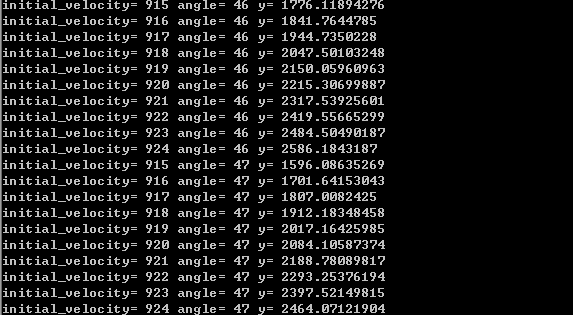 initial_velocity= 915 angle= 46 y= 1776.11894276
initial_velocity= 916 angle= 46 y= 1841.7644785
initial_velocity= 917 angle= 46 y= 1944.7350228
initial_velocity= 918 angle= 46 y= 2047.50103248
initial_velocity= 919 angle= 46 y= 2150.05960963
initial_velocity= 920 angle= 46 y= 2215.30699887
initial_velocity= 921 angle= 46 y= 2317.53925601
initial_velocity= 922 angle= 46 y= 2419.55665299
initial_velocity= 923 angle= 46 y= 2484.50490187
initial_velocity= 924 angle= 46 y= 2586.1843187
initial_velocity= 915 angle= 47 y= 1596.08635269
initial_velocity= 916 angle= 47 y= 1701.64153043
initial_velocity= 917 angle= 47 y= 1807.0082425
initial_velocity= 918 angle= 47 y= 1912.18348458
initial_velocity= 919 angle= 47 y= 2017.16425985
initial_velocity= 920 angle= 47 y= 2084.10587374
initial_velocity= 921 angle= 47 y= 2188.78089817
initial_velocity= 922 angle= 47 y= 2293.25376194
initial_velocity= 923 angle= 47 y= 2397.52149815
initial_velocity= 924 angle= 47 y= 2464.07121904